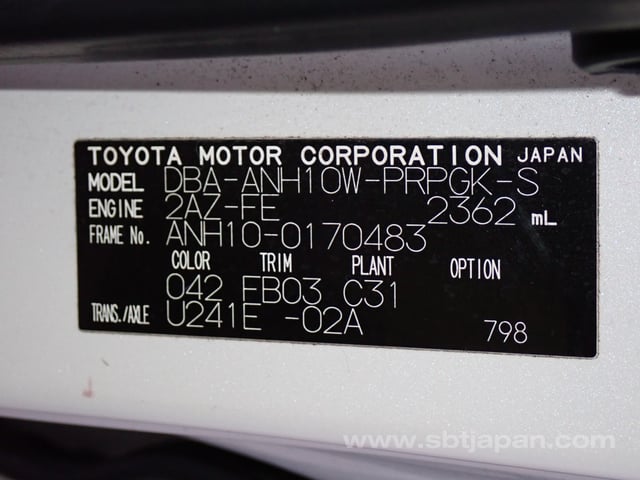 TOYOTA MOTOR CORPORATION JAPAN
MODEL DBA-ANH10W-PRPGK-S
ENGINE 2AZ-FE 2362 mL
FRAME No. ANH10-0170483
COLOR TRIM PLANT OPTION
042 FB03 C31
TRANS./AXLE U241E -02A 798
www.sbtjapan.com